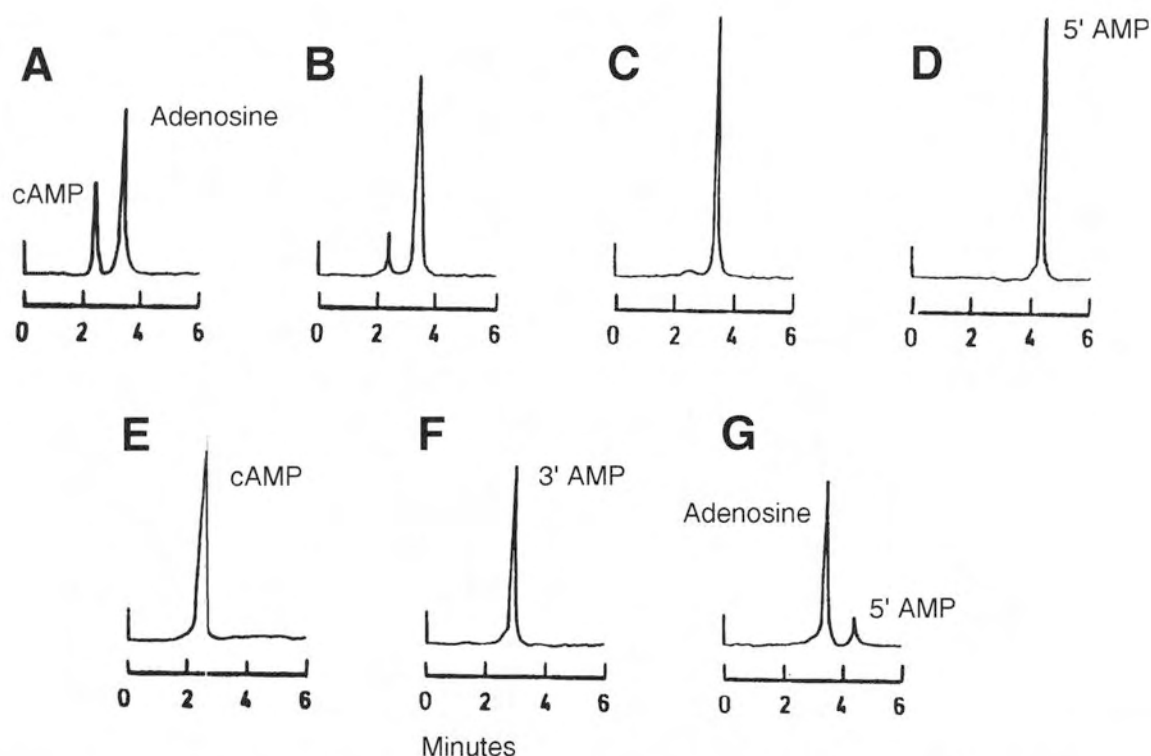 A B C D
5' AMP
Adenosine
cAMP
0 2 4 6 0 2 4 6 0 2 4 6 0 2 4 6
E F G
cAMP
3' AMP
Adenosine
5' AMP
0 2 4 6 0 2 4 6 0 2 4 6
Minutes